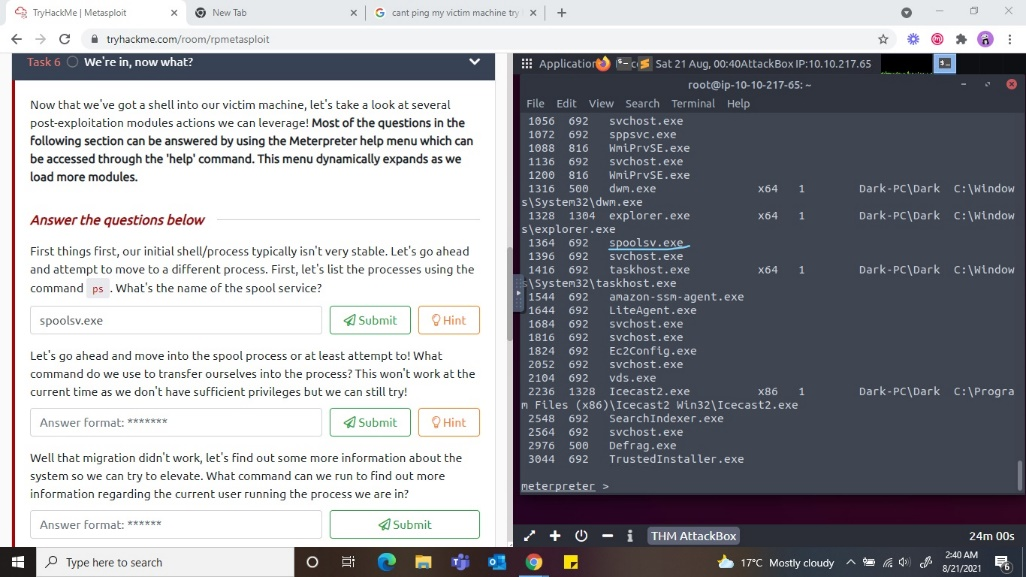 TryHackMe | Metasploit
New Tab
cant ping my victim machine try
tryhackme.com/room/rpmetasploit
Task 6 We're in, now what?
Now that we've got a shell into our victim machine, let's take a look at several
post-exploitation modules actions we can leverage! Most of the questions in the
following section can be answered by using the Meterpreter help menu which can
be accessed through the 'help' command. This menu dynamically expands as we
load more modules.
Answer the questions below
First things first, our initial shell/process typically isn't very stable. Let's go ahead
and attempt to move to a different process. First, let's list the processes using the
command ps . What's the name of the spool service?
spoolsv.exe Submit Hint
Let's go ahead and move into the spool process or at least attempt to! What
command do we use to transfer ourselves into the process? This won't work at the
current time as we don't have sufficient privileges but we can still try!
Answer format: ******* Submit Hint
Well that migration didn't work, let's find out some more information about the
system so we can try to elevate. What command can we run to find out more
information regarding the current user running the process we are in?
Answer format: ****** Submit
Application Sat 21 Aug, 00:40 AttackBox IP:10.10.217.65
root@ip-10-10-217-65: ~
File Edit View Search Terminal Help
1056 692 svchost.exe
1072 692 sppsvc.exe
1088 816 WmiPrvSE.exe
1136 692 svchost.exe
1200 816 WmiPrvSE.exe
1316 500 dwm.exe x64 1 Dark-PC\Dark C:\Window
s\System32\dwm.exe
1328 1304 explorer.exe x64 1 Dark-PC\Dark C:\Window
s\explorer.exe
1364 692 spoolsv.exe
1396 692 svchost.exe
1416 692 taskhost.exe x64 1 Dark-PC\Dark C:\Window
s\System32\taskhost.exe
1544 692 amazon-ssm-agent.exe
1644 692 LiteAgent.exe
1684 692 svchost.exe
1816 692 svchost.exe
1824 692 Ec2Config.exe
2052 692 svchost.exe
2104 692 vds.exe
2236 1328 Icecast2.exe x86 1 Dark-PC\Dark C:\Progra
m Files (x86)\Icecast2 Win32\Icecast2.exe
2548 692 SearchIndexer.exe
2564 692 svchost.exe
2976 500 Defrag.exe
3044 692 TrustedInstaller.exe
meterpreter >
THM AttackBox 24m 00s
Type here to search
17°C Mostly cloudy
2:40 AM
8/21/2021
6